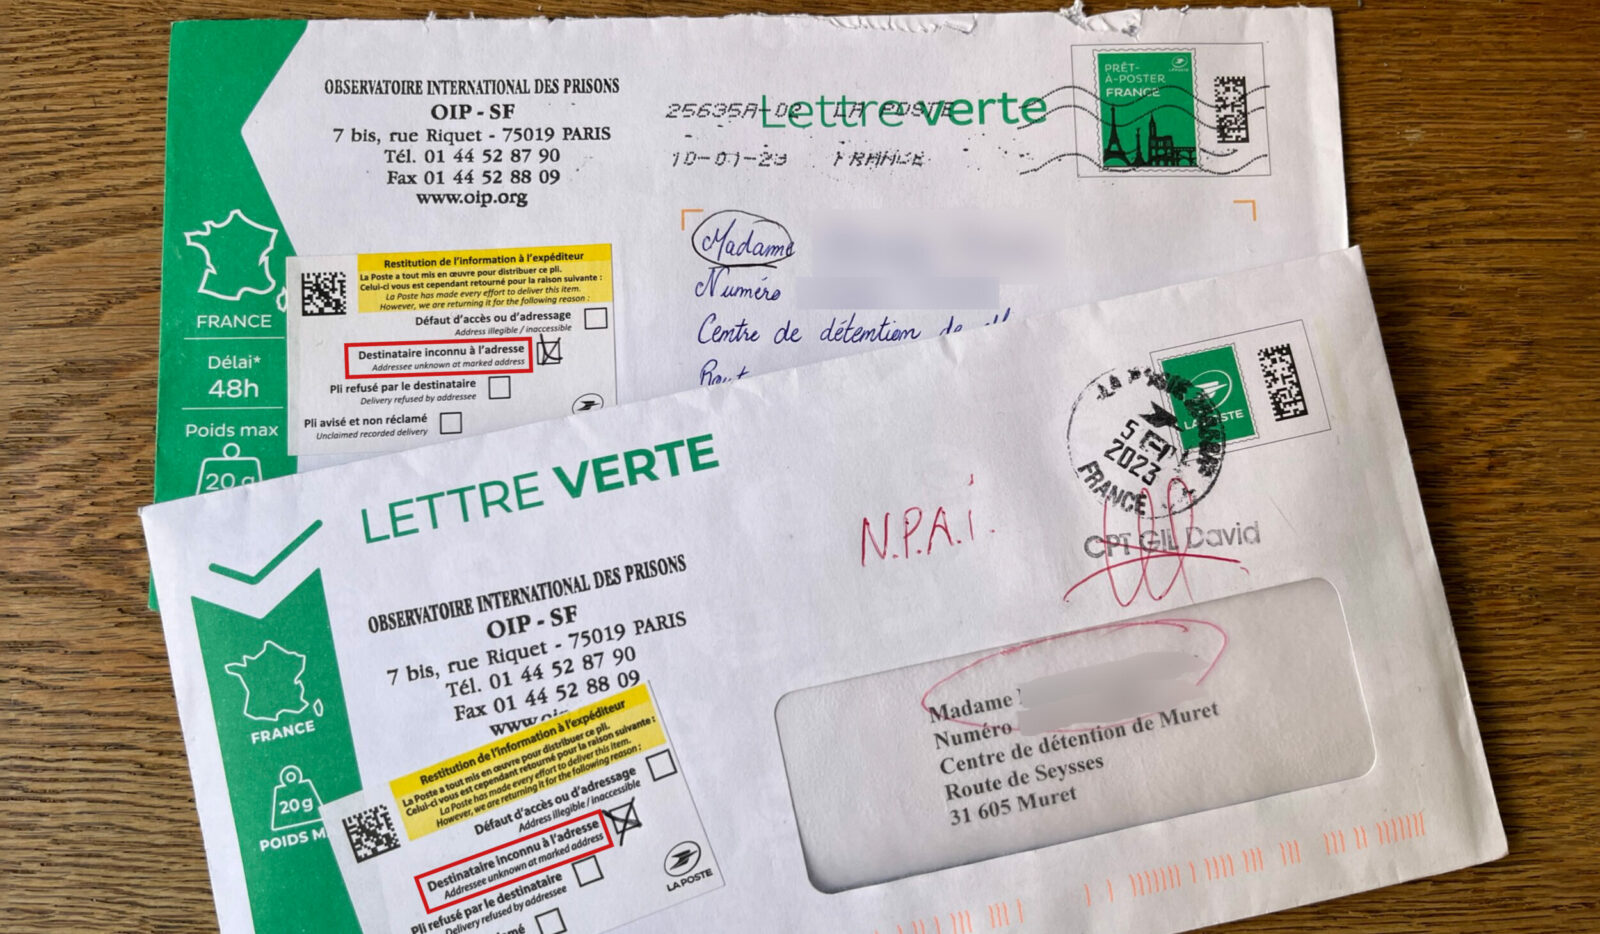 OBSERVATOIRE INTERNATIONAL DES PRISONS
OIP - SF
7 bis, rue Riquet - 75019 PARIS
Tél. 01 44 52 87 90
Fax 01 44 52 88 09
www.oip.org
25635A-02 LA POSTE
10-01-23 FRANCE
Lettre verte
PRÊT-
À-POSTER
FRANCE
LA POSTE
FRANCE
Délai*
48h
Poids max
20 g
Restitution de l'information à l'expéditeur
La Poste a tout mis en œuvre pour distribuer ce pli.
Celui-ci vous est cependant retourné pour la raison suivante :
La Poste has made every effort to deliver this item.
However, we are returning it for the following reason :
Défaut d'accès ou d'adressage
Address illegible / inaccessible
Destinataire inconnu à l'adresse
Addressee unknown at marked address
Pli refusé par le destinataire
Delivery refused by addressee
Pli avisé et non réclamé
Unclaimed recorded delivery
Madame
Numéro
Centre de détention de
LETTRE VERTE
OBSERVATOIRE INTERNATIONAL DES PRISONS
OIP - SF
7 bis, rue Riquet - 75019 PARIS
Tél. 01 44 52 87 90
Fax 01 44 52 88 09
FRANCE
20g
POIDS M
Restitution de l'information à l'expéditeur
La Poste a tout mis en œuvre pour distribuer ce pli.
Celui-ci vous est cependant retourné pour la raison suivante :
La Poste has made every effort to deliver this item.
However, we are returning it for the following reason :
Défaut d'accès ou d'adressage
Address illegible / inaccessible
Destinataire inconnu à l'adresse
Addressee unknown at marked address
Pli refusé par le destinataire
Delivery refused by addressee
LA POSTE
N.P.A.i.
5
2023
FRANCE
CPT GIL David
Madame
Numéro
Centre de détention de Muret
Route de Seysses
31 605 Muret